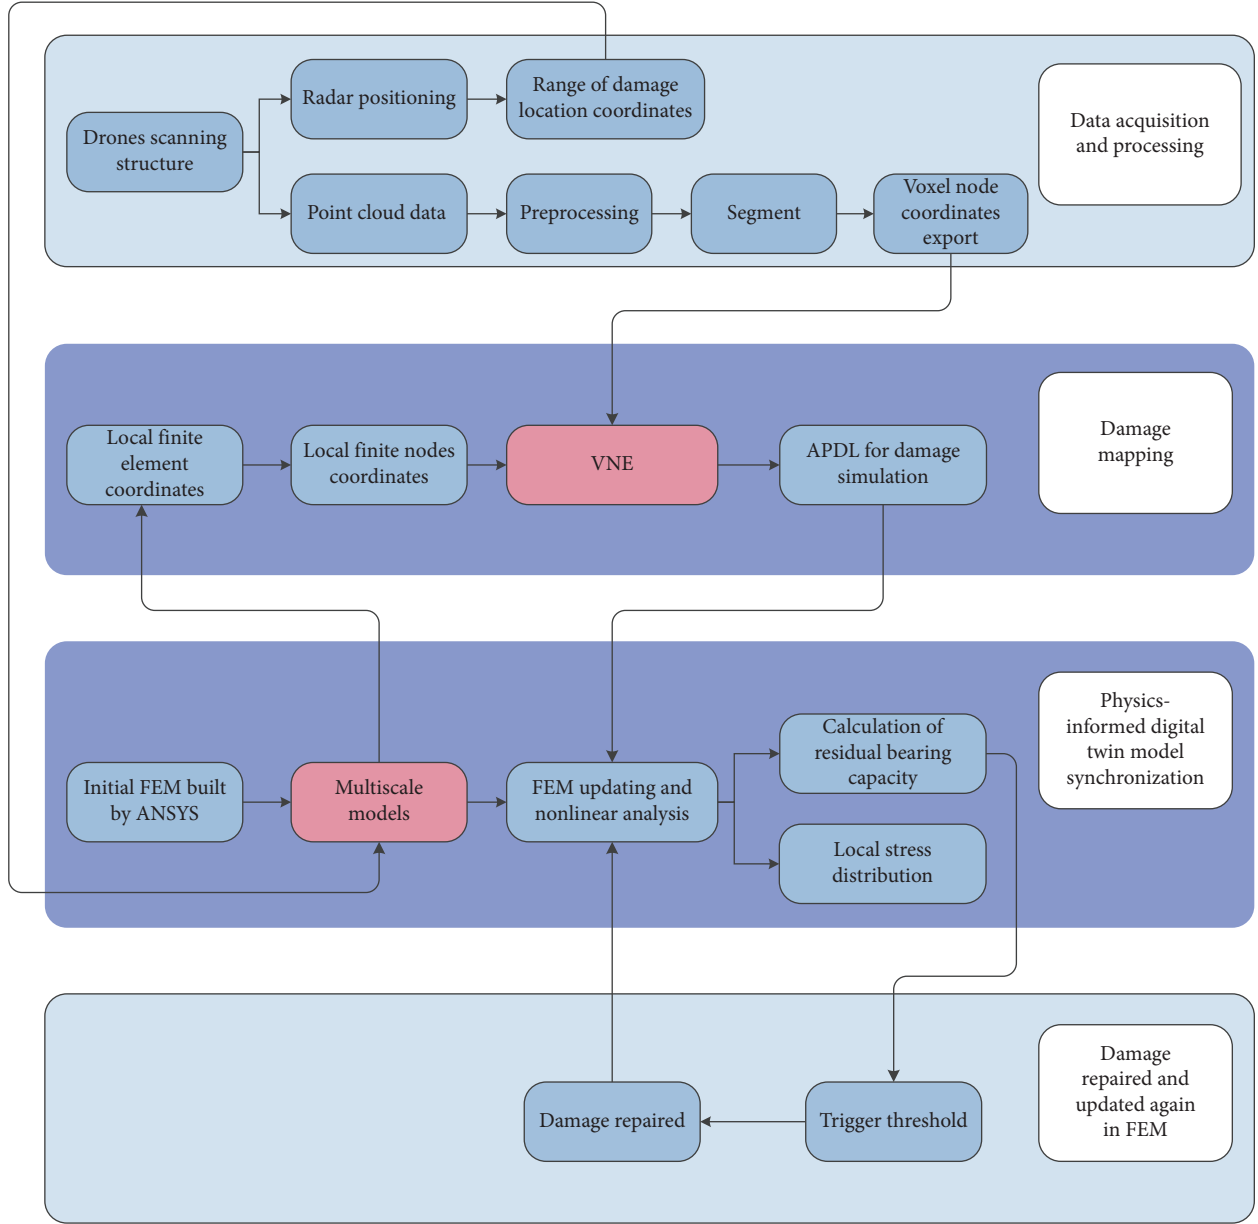 Radar positioning
Range of damage
location coordinates
Drones scanning
structure
Data acquisition
and processing
Point cloud data
Preprocessing
Segment
Voxel node
coordinates
export
Local finite
element
coordinates
Local finite nodes
coordinates
VNE
APDL for damage
simulation
Damage
mapping
Physics-
informed digital
twin model
synchronization
Initial FEM built
by ANSYS
Multiscale
models
FEM updating and
nonlinear analysis
Calculation of
residual bearing
capacity
Local stress
distribution
Damage repaired
Trigger threshold
Damage
repaired and
updated again
in FEM